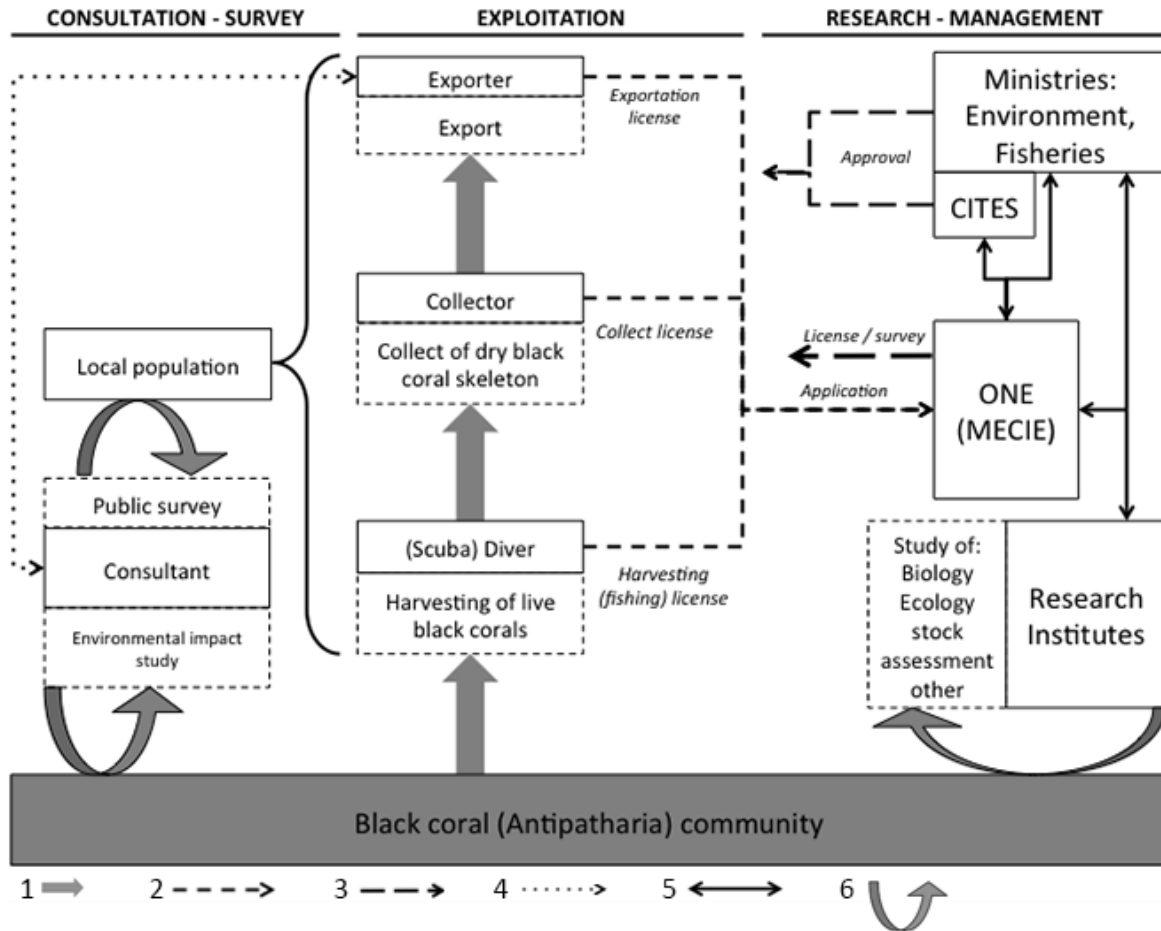 CONSULTATION - SURVEY
EXPLOITATION
RESEARCH - MANAGEMENT
Exporter
Export
Exportation
license
Ministries:
Environment,
Fisheries
Approval
CITES
Local population
Collector
Collect of dry black
coral skeleton
Collect license
License / survey
Application
ONE
(MECIE)
Public survey
Consultant
Environmental impact
study
(Scuba) Diver
Harvesting of live
black corals
Harvesting
(fishing) license
Study of:
Biology
Ecology
stock
assessment
other
Research
Institutes
Black coral (Antipatharia) community
1
2
3
4
5
6